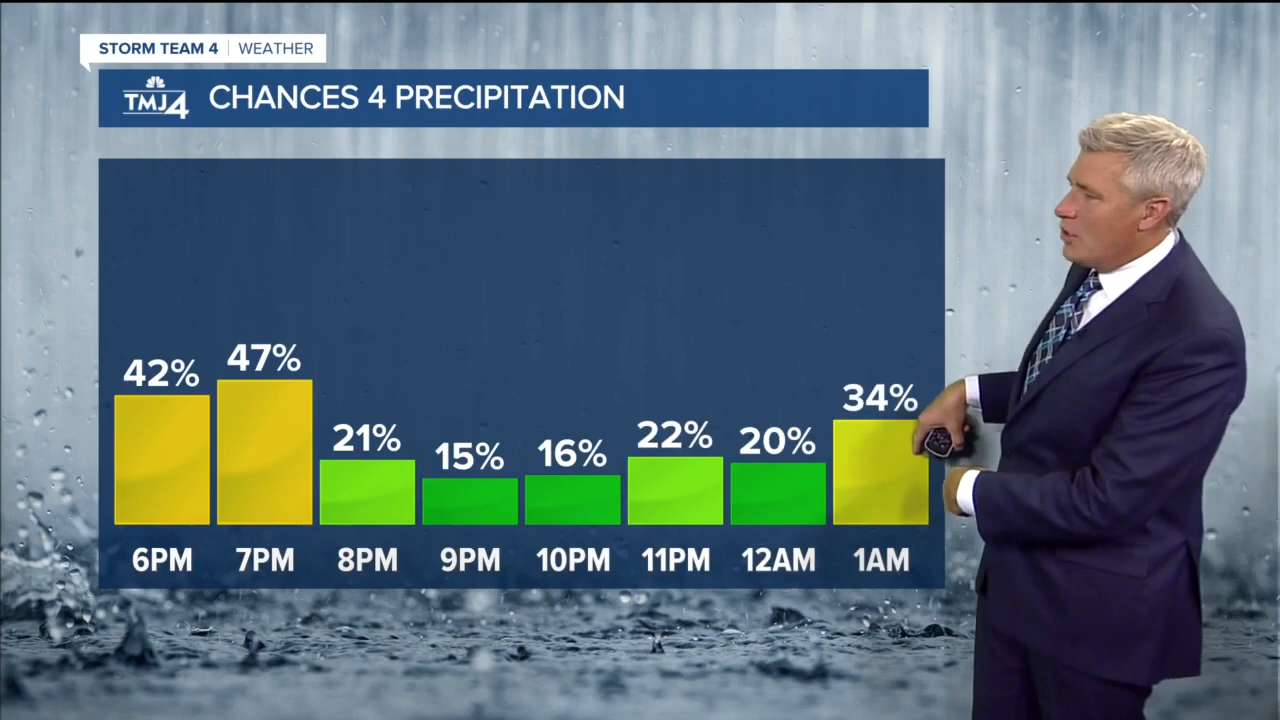 STORM TEAM 4 | WEATHER
TMJ4 CHANCES 4 PRECIPITATION
42% 47% 21% 15% 16% 22% 20% 34%
6PM 7PM 8PM 9PM 10PM 11PM 12AM 1AM